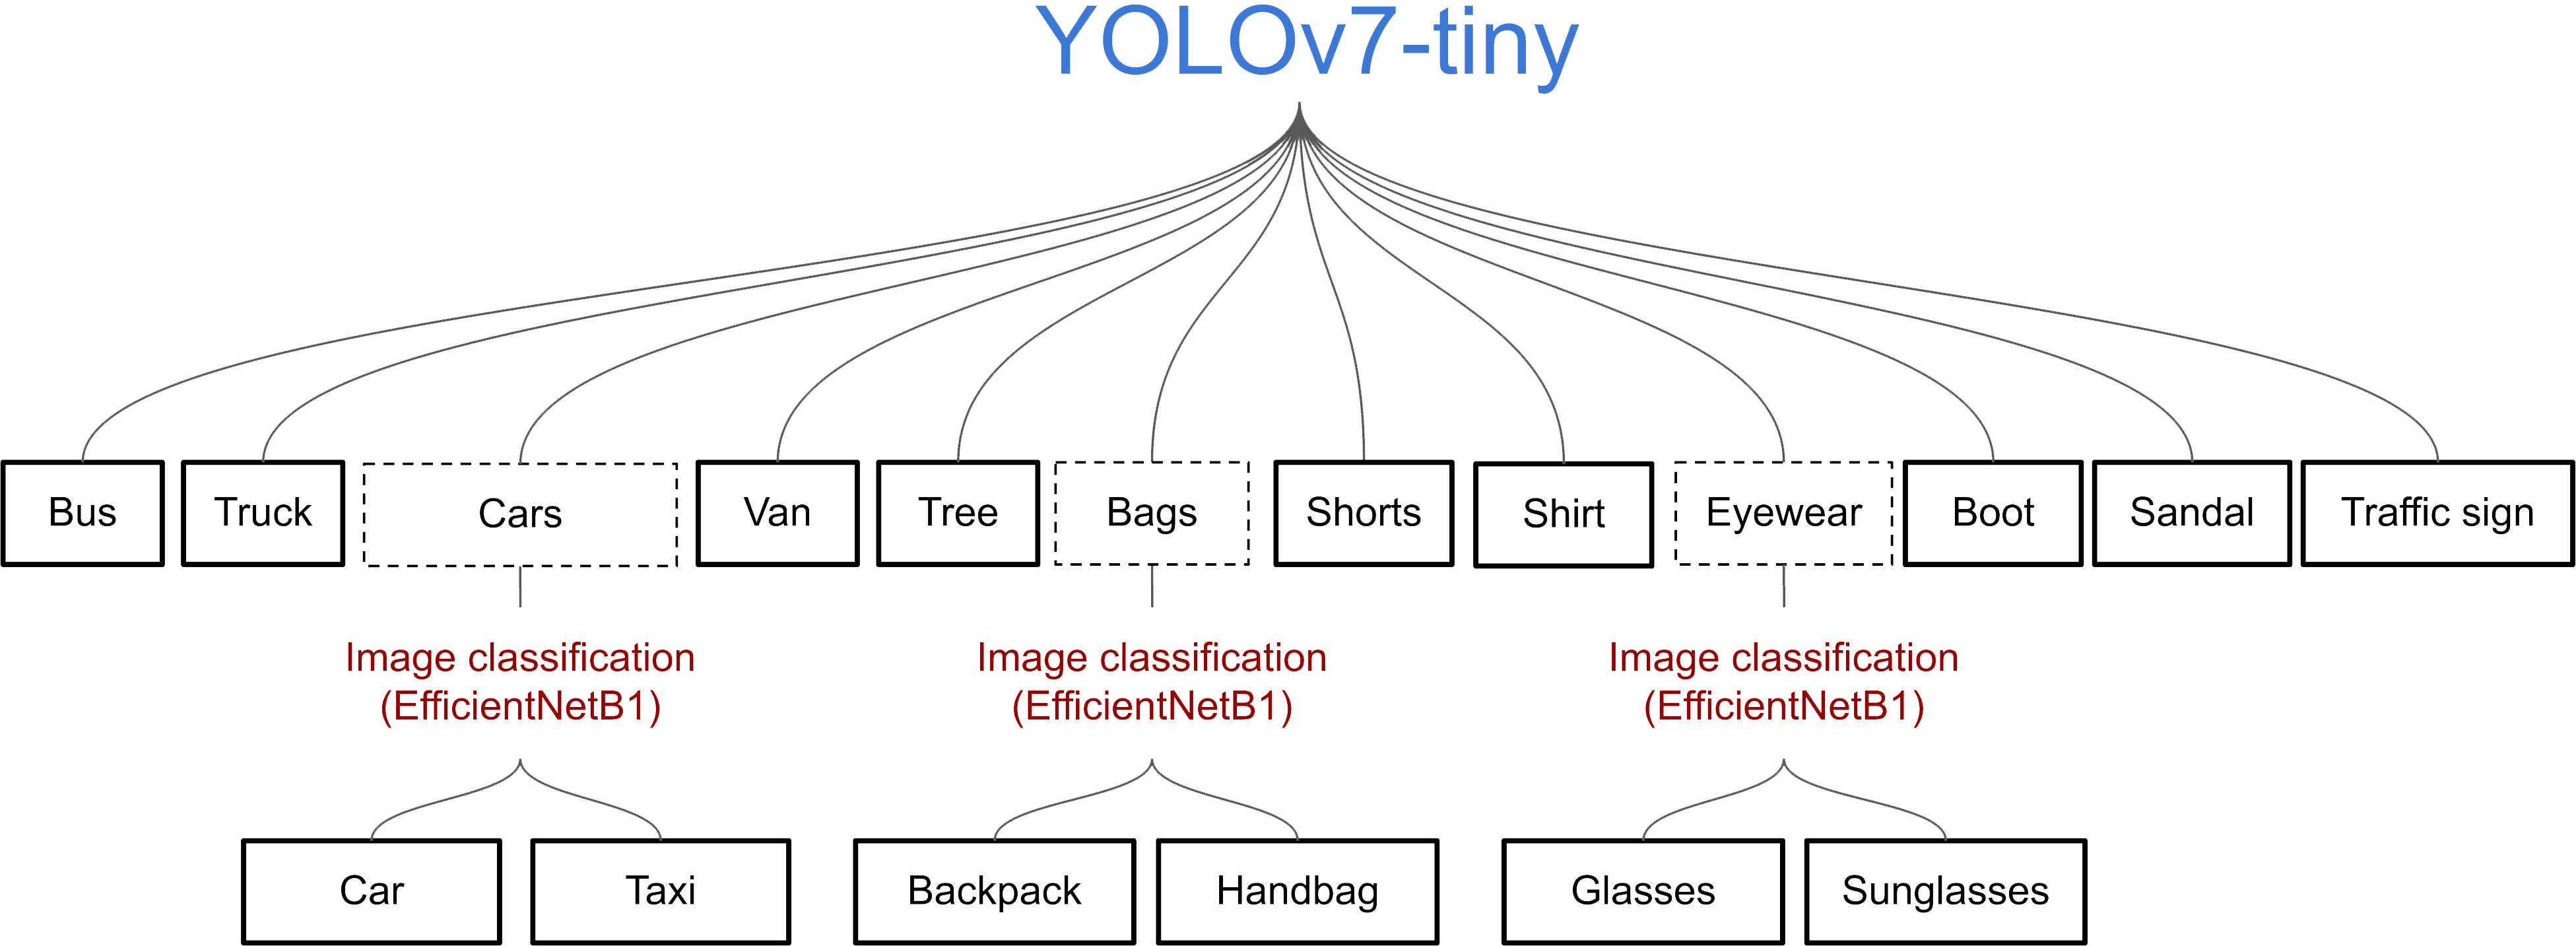 YOLOv7-tiny
Bus
Truck
Cars
Van
Tree
Bags
Shorts
Shirt
Eyewear
Boot
Sandal
Traffic sign
Image classification
(EfficientNetB1)
Image classification
(EfficientNetB1)
Image classification
(EfficientNetB1)
Car
Taxi
Backpack
Handbag
Glasses
Sunglasses